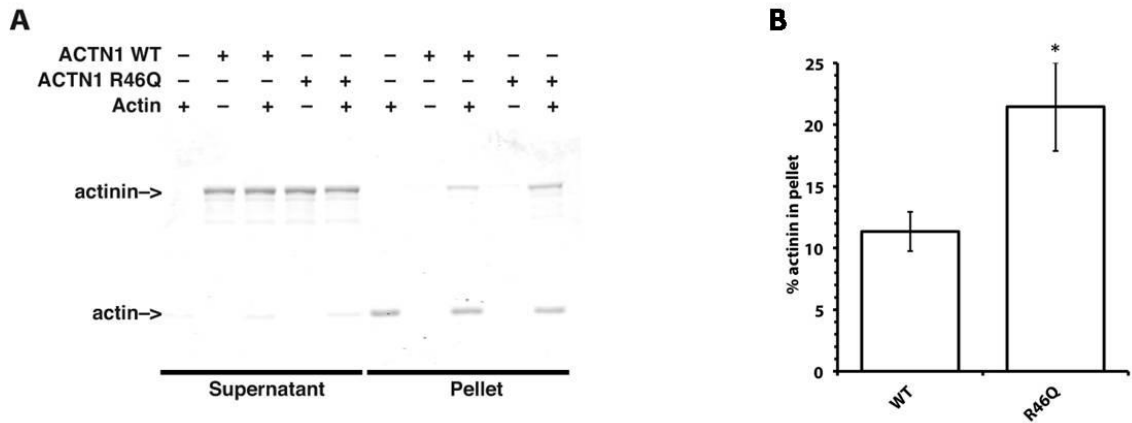 A
ACTN1 WT – + + – – – + + – –
ACTN1 R46Q – – – + + – – – + +
Actin + – + – + + – + – +
actinin–>
actin–>
Supernatant Pellet
B
% actinin in pellet
25
20
15
10
5
0
*
WT R46Q